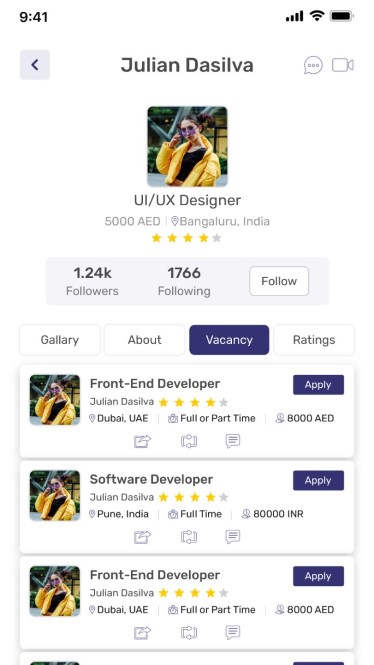 9:41
Julian Dasilva
UI/UX Designer
5000 AED Bangaluru, India
1.24k 1766
Followers Following
Follow
Gallary About Vacancy Ratings
Front-End Developer Apply
Julian Dasilva
Dubai, UAE Full or Part Time 8000 AED
Software Developer Apply
Julian Dasilva
Pune, India Full Time 80000 INR
Front-End Developer Apply
Julian Dasilva
Dubai, UAE Full or Part Time 8000 AED